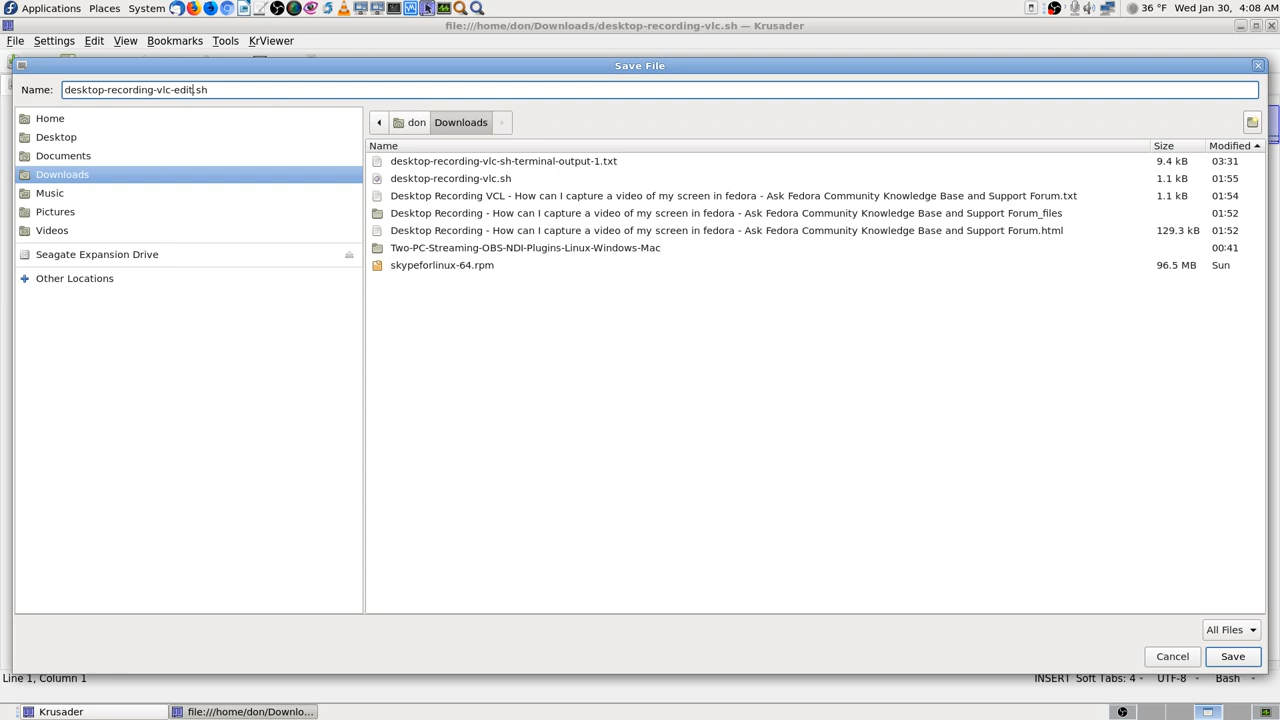 Applications Places System 36 °F Wed Jan 30, 4:08 AM
file:///home/don/Downloads/desktop-recording-vlc.sh — Krusader
File Settings Edit View Bookmarks Tools KrViewer
Save File
Name: desktop-recording-vlc-edit.sh
Home
Desktop
Documents
Downloads
Music
Pictures
Videos
Seagate Expansion Drive
Other Locations
don Downloads
Name Size Modified
desktop-recording-vlc-sh-terminal-output-1.txt 9.4 kB 03:31
desktop-recording-vlc.sh 1.1 kB 01:55
Desktop Recording VCL - How can I capture a video of my screen in fedora - Ask Fedora Community Knowledge Base and Support Forum.txt 1.1 kB 01:54
Desktop Recording - How can I capture a video of my screen in fedora - Ask Fedora Community Knowledge Base and Support Forum_files 01:52
Desktop Recording - How can I capture a video of my screen in fedora - Ask Fedora Community Knowledge Base and Support Forum.html 129.3 kB 01:52
Two-PC-Streaming-OBS-NDI-Plugins-Linux-Windows-Mac 00:41
skypeforlinux-64.rpm 96.5 MB Sun
All Files
Cancel Save
Line 1, Column 1 INSERT Soft Tabs: 4 UTF-8 Bash
Krusader file:///home/don/Downlo...